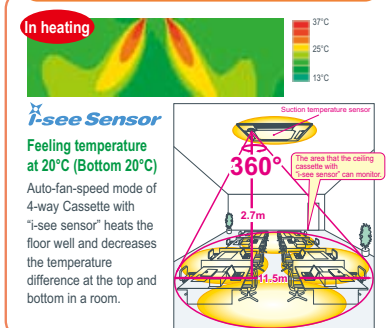 In heating
37°C
25°C
13°C
i-see Sensor
Feeling temperature
at 20°C (Bottom 20°C)
Auto-fan-speed mode of
4-way Cassette with
“i-see sensor” heats the
floor well and decreases
the temperature
difference at the top and
bottom in a room.
Suction temperature sensor
360°
The area that the ceiling
cassette with
“i-see sensor” can monitor.
2.7m
11.5m